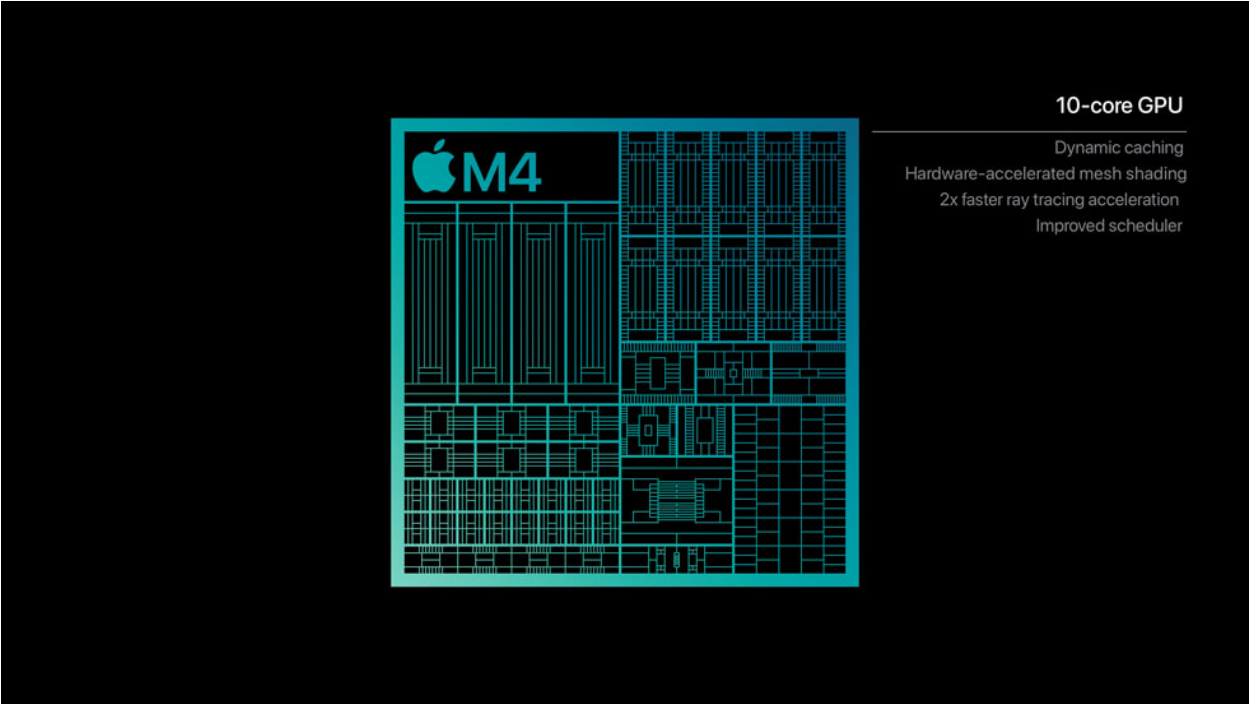 M4
10-core GPU
Dynamic caching
Hardware-accelerated mesh shading
2x faster ray tracing acceleration
Improved scheduler